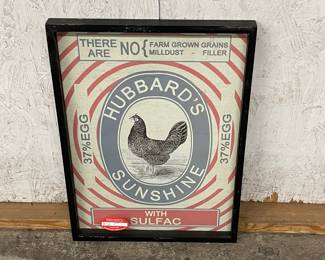 THERE ARE NO { FARM GROWN GRAINS
MILLDUST - FILLER
HUBBARD'S
37% EGG
37% EGG
SUNSHINE
WITH
SULFAC